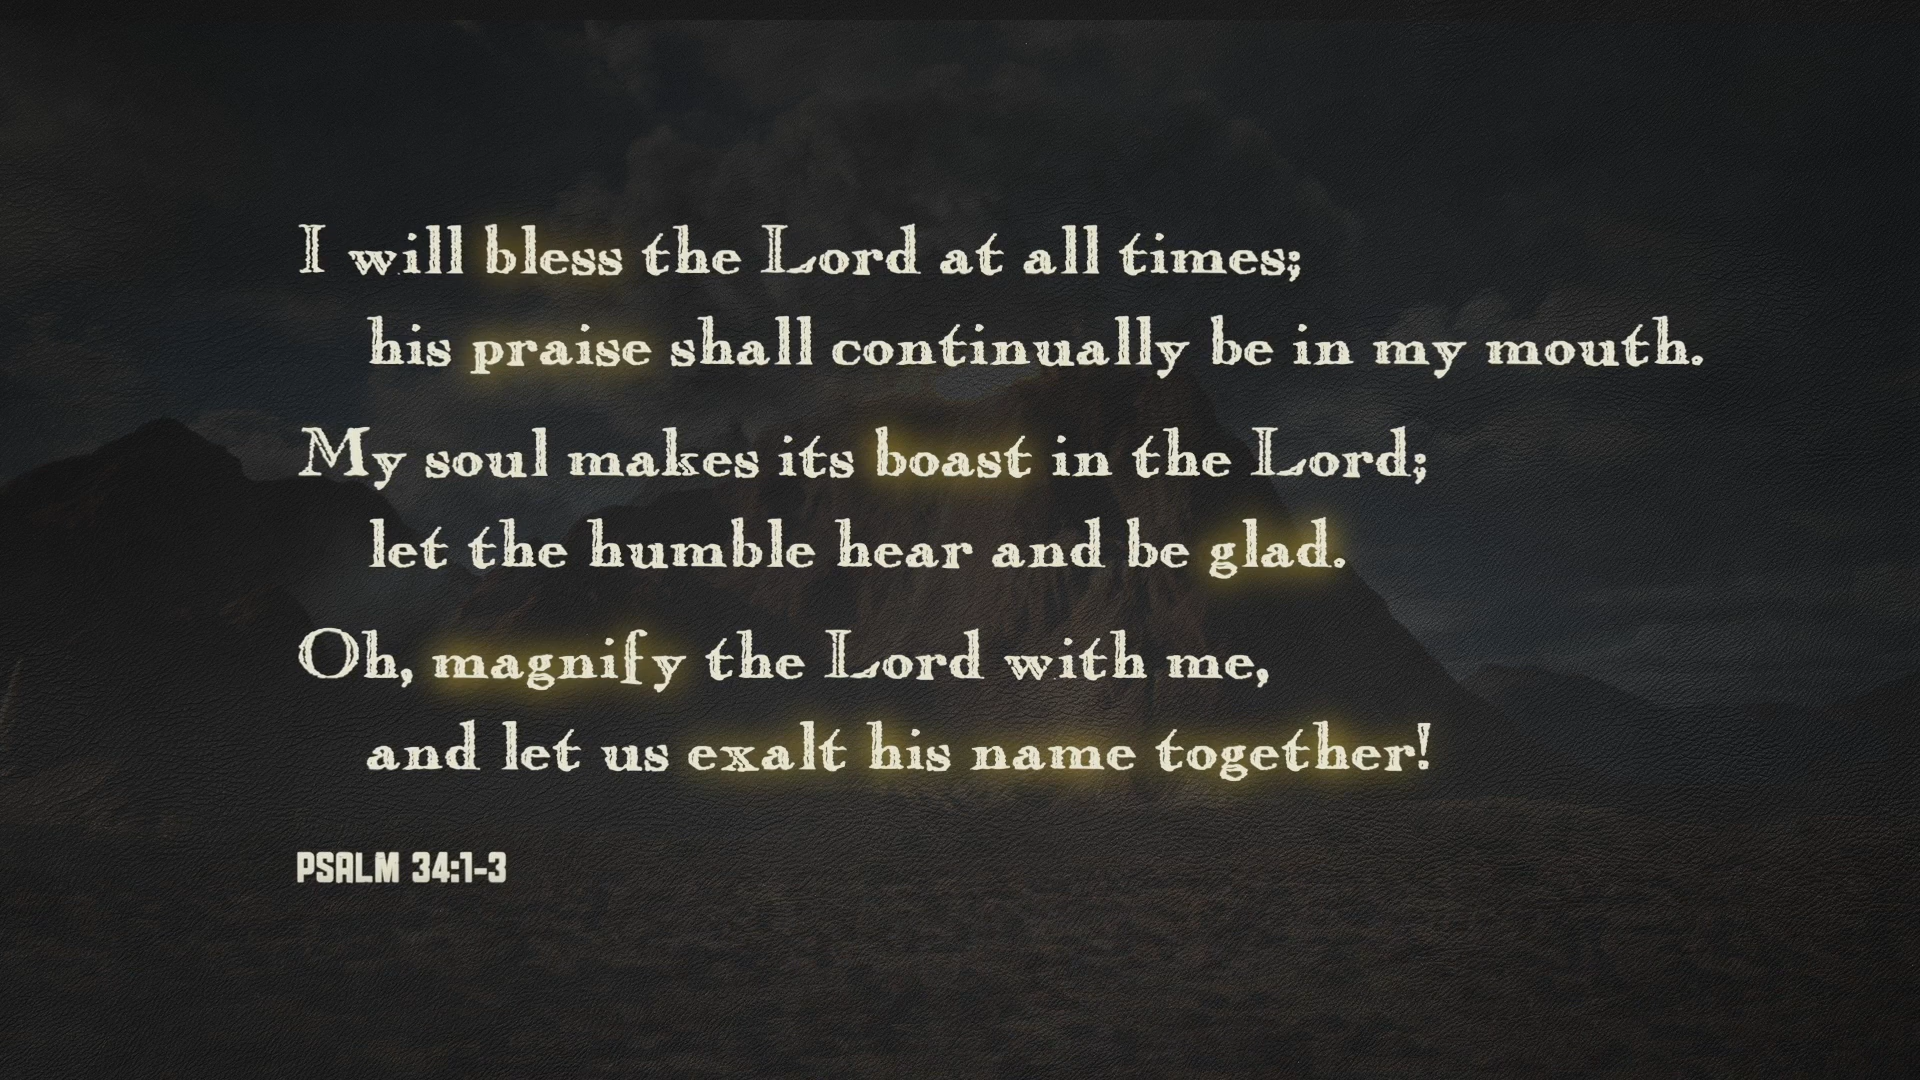 I will bless the Lord at all times;
his praise shall continually be in my mouth.
My soul makes its boast in the Lord;
let the humble hear and be glad.
Oh, magnify the Lord with me,
and let us exalt his name together!
PSALM 34:1-3